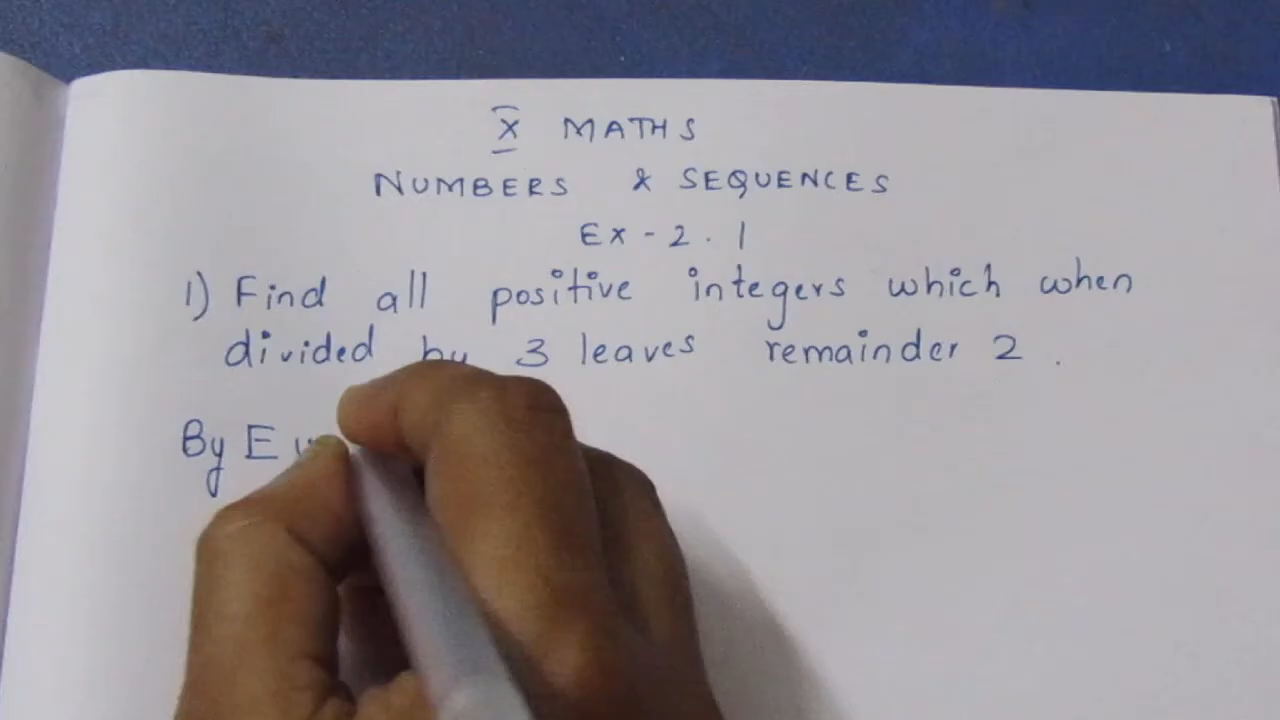 X MATHS
NUMBERS & SEQUENCES
Ex - 2.1
1) Find all positive integers which when
divided by 3 leaves remainder 2.
By